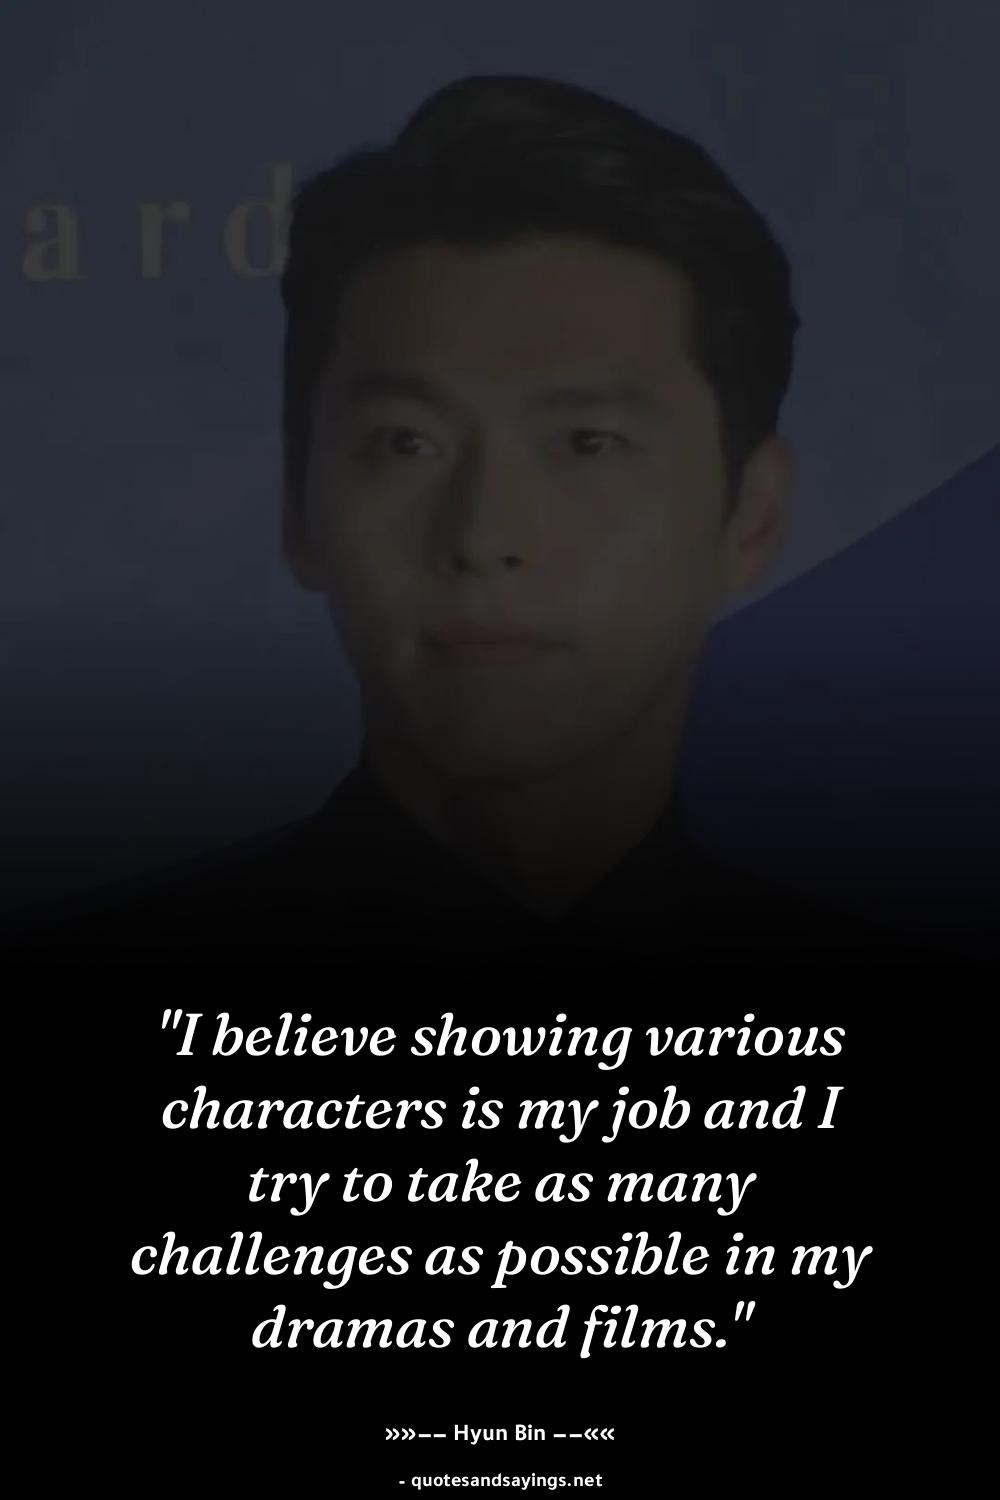 ard
"I believe showing various
characters is my job and I
try to take as many
challenges as possible in my
dramas and films."
»»–– Hyun Bin ––««
- quotesandsayings.net